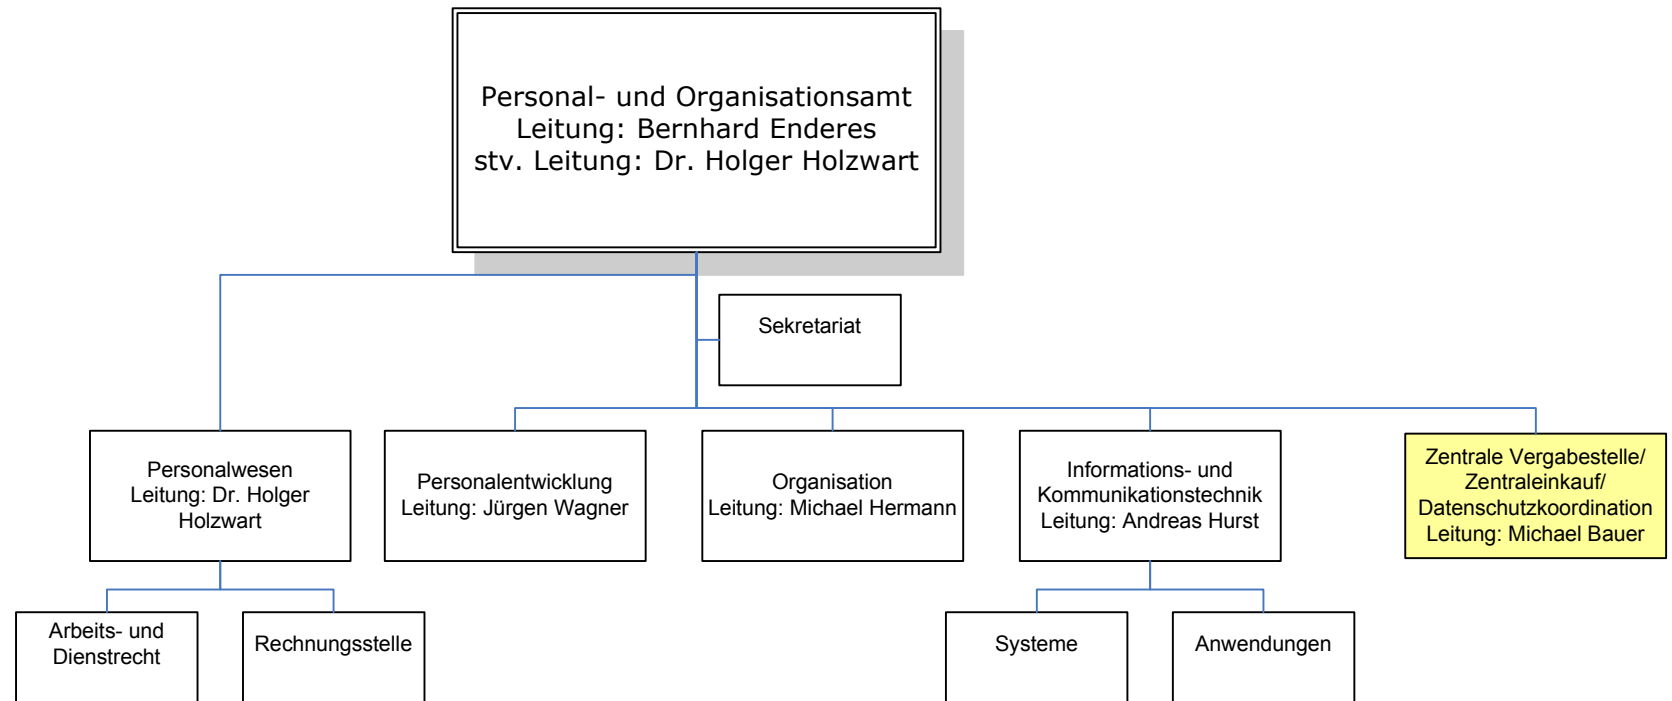 Personal- und Organisationsamt
Leitung: Bernhard Enderes
stv. Leitung: Dr. Holger Holzwart
Sekretariat
Personalwesen
Leitung: Dr. Holger
Holzwart
Personalentwicklung
Leitung: Jürgen Wagner
Organisation
Leitung: Michael Hermann
Informations- und
Kommunikationstechnik
Leitung: Andreas Hurst
Zentrale Vergabestelle/
Zentraleinkauf/
Datenschutzkoordination
Leitung: Michael Bauer
Arbeits- und
Dienstrecht
Rechnungsstelle
Systeme
Anwendungen